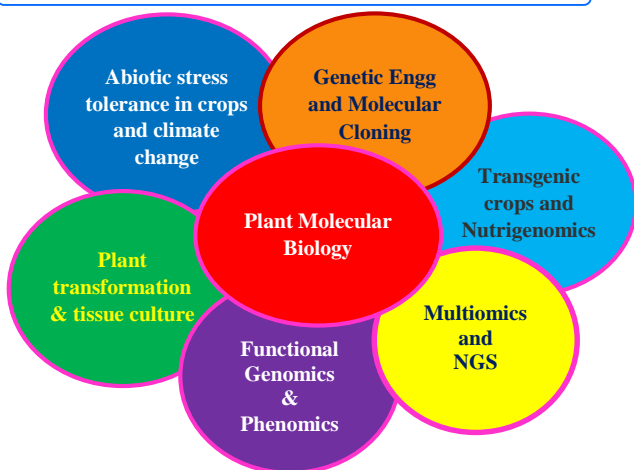 Abiotic stress
tolerance in crops
and climate
change
Genetic Engg
and Molecular
Cloning
Transgenic
crops and
Nutrigenomics
Plant Molecular
Biology
Plant
transformation
& tissue culture
Multiomics
and
NGS
Functional
Genomics
&
Phenomics